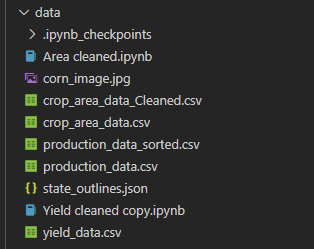 data
.ipynb_checkpoints
Area cleaned.ipynb
corn_image.jpg
crop_area_data_Cleaned.csv
crop_area_data.csv
production_data_sorted.csv
production_data.csv
state_outlines.json
Yield cleaned copy.ipynb
yield_data.csv